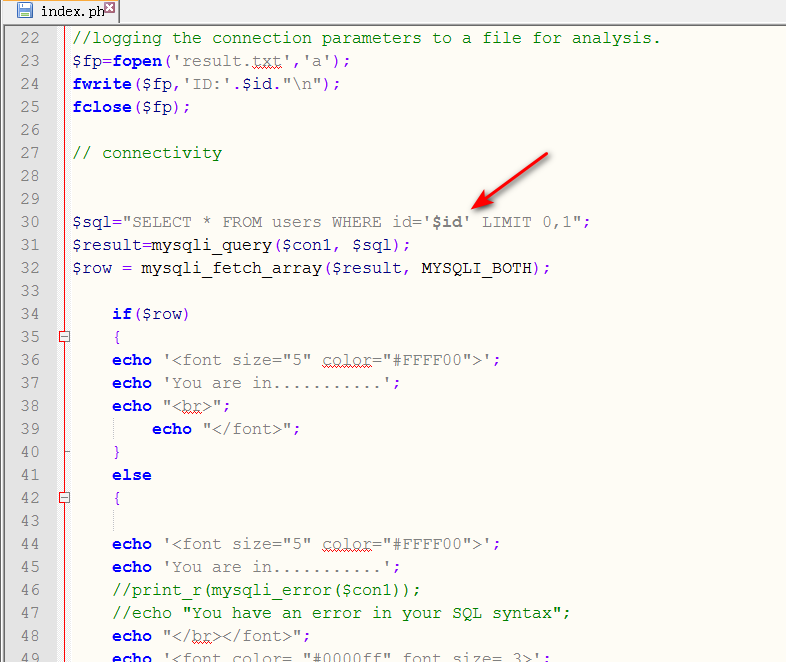 index.ph
22 //logging the connection parameters to a file for analysis.
23 $fp=fopen('result.txt','a');
24 fwrite($fp,'ID:'.$id."\n");
25 fclose($fp);
26
27 // connectivity
28
29
30 $sql="SELECT * FROM users WHERE id='$id' LIMIT 0,1";
31 $result=mysqli_query($con1, $sql);
32 $row = mysqli_fetch_array($result, MYSQLI_BOTH);
33
34 if($row)
35 {
36 echo '<font size="5" color="#FFFF00">';
37 echo 'You are in...........';
38 echo "<br>";
39 echo "</font>";
40 }
41 else
42 {
43
44 echo '<font size="5" color="#FFFF00">';
45 echo 'You are in...........';
46 //print_r(mysqli_error($con1));
47 //echo "You have an error in your SQL syntax";
48 echo "</br></font>";
49 echo '<font color= "#0000ff" font size= 3>';